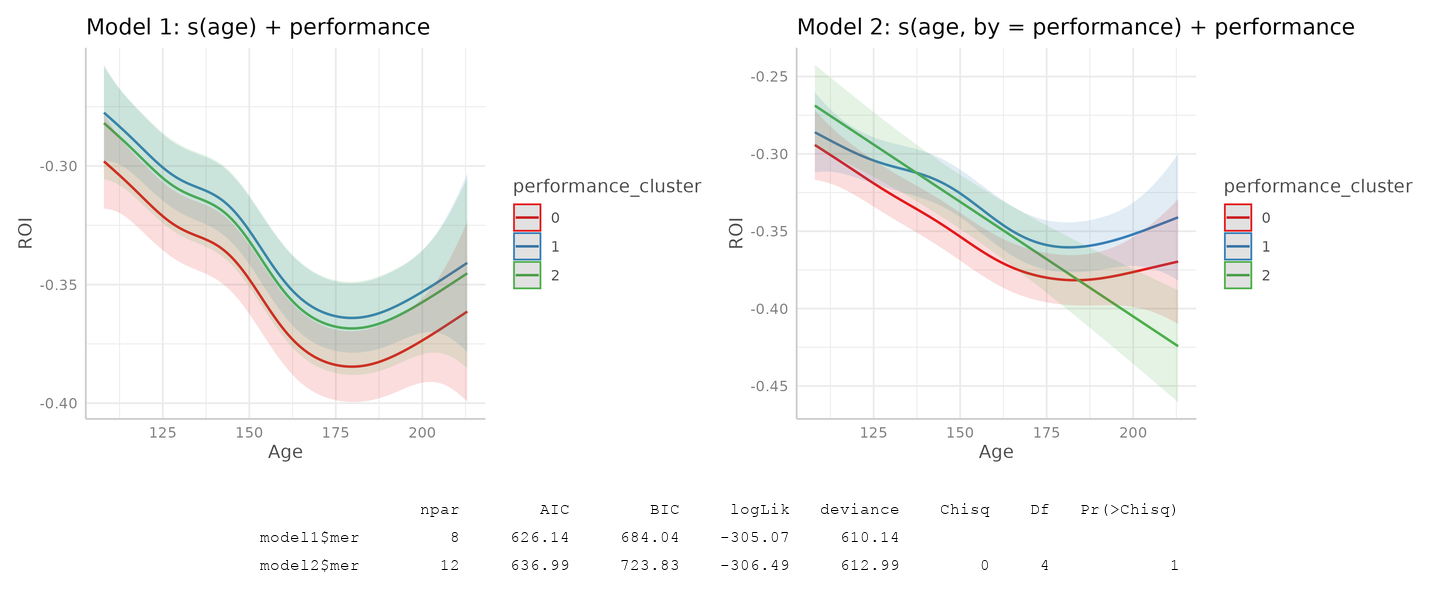 Model 1: s(age) + performance
-0.30
-0.35
-0.40
ROI
125 150 175 200
Age
performance_cluster
0
1
2
Model 2: s(age, by = performance) + performance
-0.25
-0.30
-0.35
-0.40
-0.45
ROI
125 150 175 200
Age
performance_cluster
0
1
2
npar AIC BIC logLik deviance Chisq Df Pr(>Chisq)
model1$mer 8 626.14 684.04 -305.07 610.14
model2$mer 12 636.99 723.83 -306.49 612.99 0 4 1